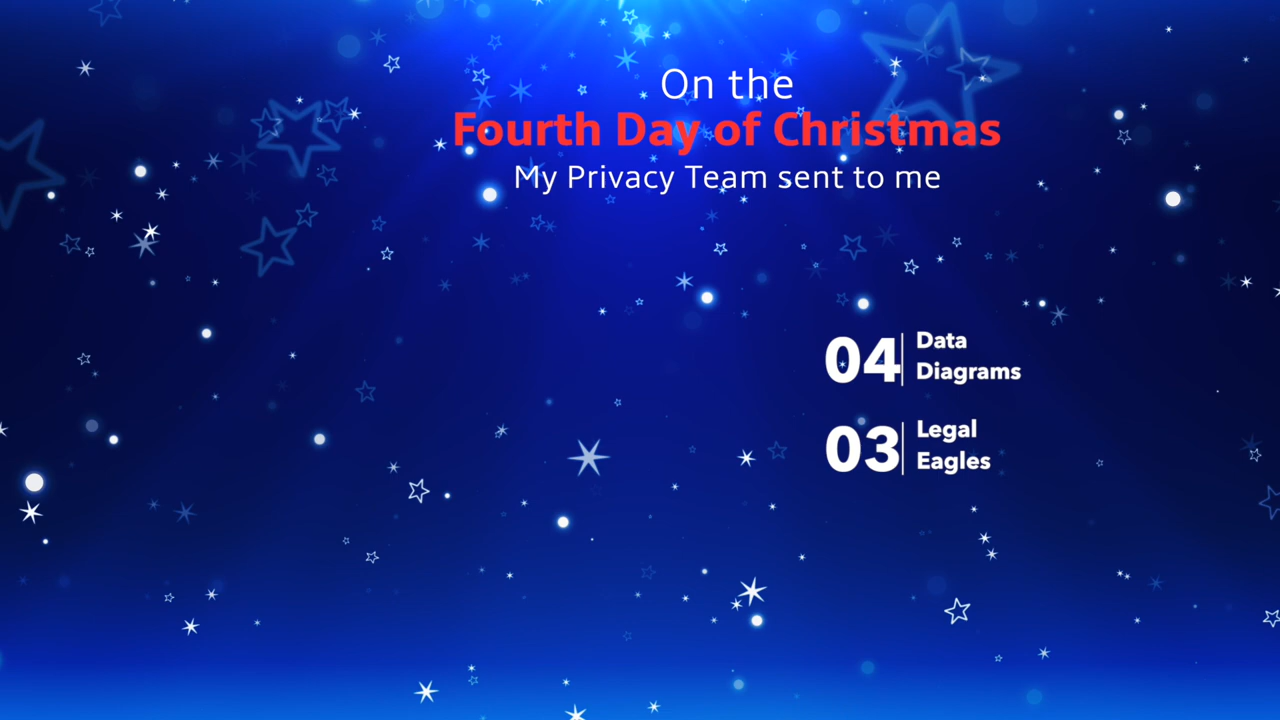 On the
Fourth Day of Christmas
My Privacy Team sent to me
04
Data
Diagrams
03
Legal
Eagles